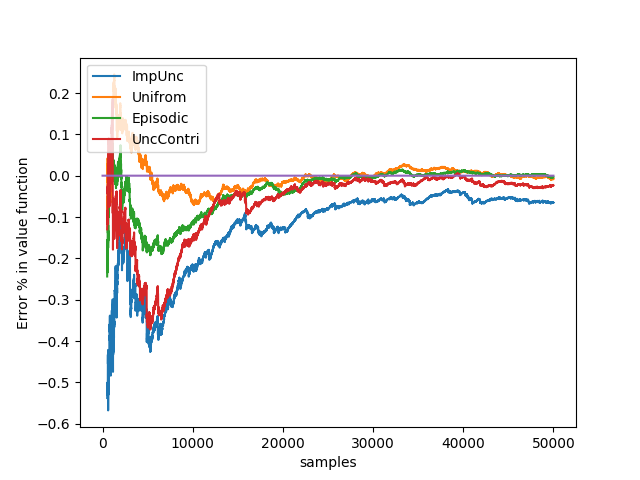 ImpUnc
Unifrom
Episodic
UncContri
0.2
0.1
0.0
−0.1
−0.2
−0.3
−0.4
−0.5
−0.6
Error % in value function
0 10000 20000 30000 40000 50000
samples